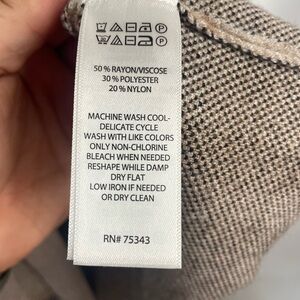 50 % RAYON/VISCOSE
30 % POLYESTER
20 % NYLON
MACHINE WASH COOL-
DELICATE CYCLE
WASH WITH LIKE COLORS
ONLY NON-CHLORINE
BLEACH WHEN NEEDED
RESHAPE WHILE DAMP
DRY FLAT
LOW IRON IF NEEDED
OR DRY CLEAN
RN# 75343